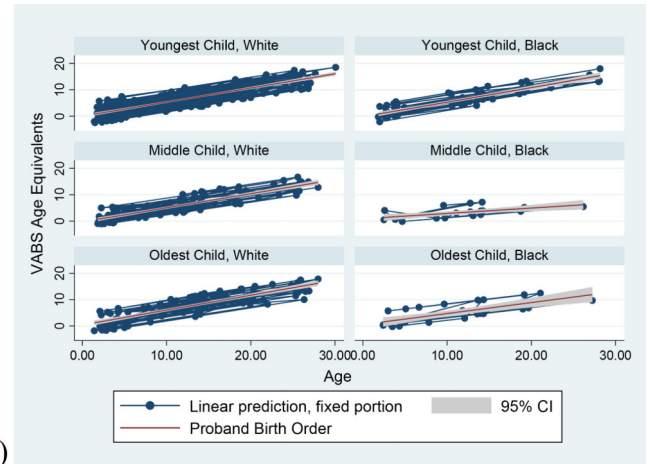 Youngest Child, White
Youngest Child, Black
20
10
0
Middle Child, White
Middle Child, Black
20
10
0
Oldest Child, White
Oldest Child, Black
20
10
0
VABS Age Equivalents
0.00 10.00 20.00 30.000.00 10.00 20.00 30.00
Age
Linear prediction, fixed portion 95% CI
Proband Birth Order
)